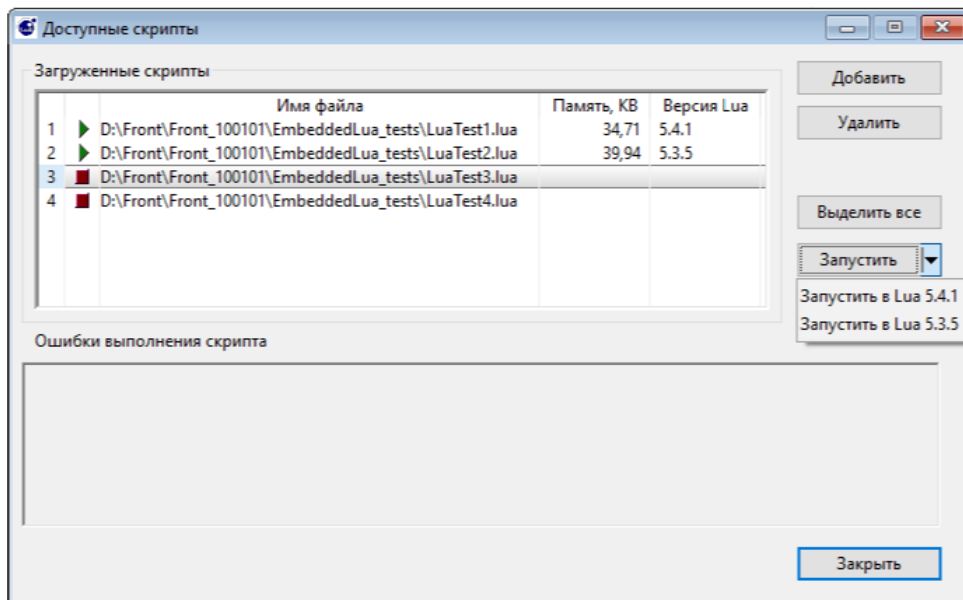 Доступные скрипты
Загруженные скрипты
Имя файла Память, КВ Версия Lua
1 D:\Front\Front_100101\EmbeddedLua_tests\LuaTest1.lua 34,71 5.4.1
2 D:\Front\Front_100101\EmbeddedLua_tests\LuaTest2.lua 39,94 5.3.5
3 D:\Front\Front_100101\EmbeddedLua_tests\LuaTest3.lua
4 D:\Front\Front_100101\EmbeddedLua_tests\LuaTest4.lua
Добавить
Удалить
Выделить все
Запустить
Запустить в Lua 5.4.1
Запустить в Lua 5.3.5
Ошибки выполнения скрипта
Закрыть